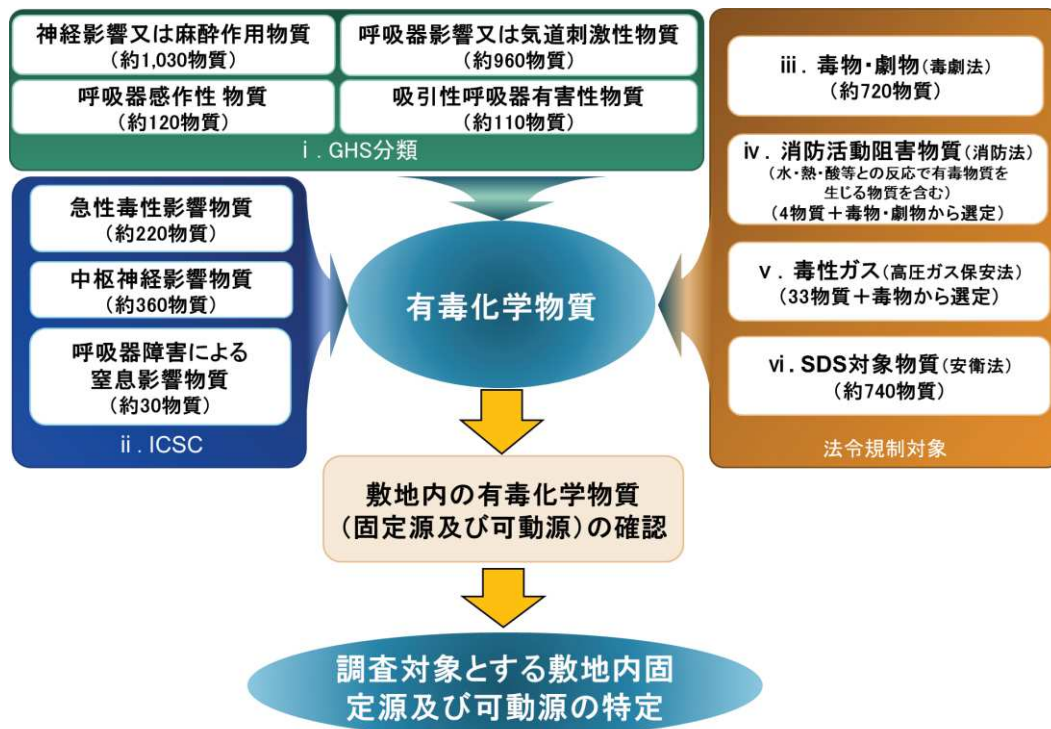 神経影響又は麻酔作用物質
(約1,030物質)
呼吸器影響又は気道刺激性物質
(約960物質)
呼吸器感作性 物質
(約120物質)
吸引性呼吸器有害性物質
(約110物質)
ⅰ. GHS分類
急性毒性影響物質
(約220物質)
中枢神経影響物質
(約360物質)
呼吸器障害による
窒息影響物質
(約30物質)
ⅱ. ICSC
ⅲ. 毒物・劇物(毒劇法)
(約720物質)
ⅳ. 消防活動阻害物質(消防法)
(水・熱・酸等との反応で有毒物質を
生じる物質を含む)
(4物質+毒物・劇物から選定)
ⅴ. 毒性ガス(高圧ガス保安法)
(33物質+毒物から選定)
ⅵ. SDS対象物質(安衛法)
(約740物質)
法令規制対象
有毒化学物質
敷地内の有毒化学物質
(固定源及び可動源)の確認
調査対象とする敷地内固
定源及び可動源の特定